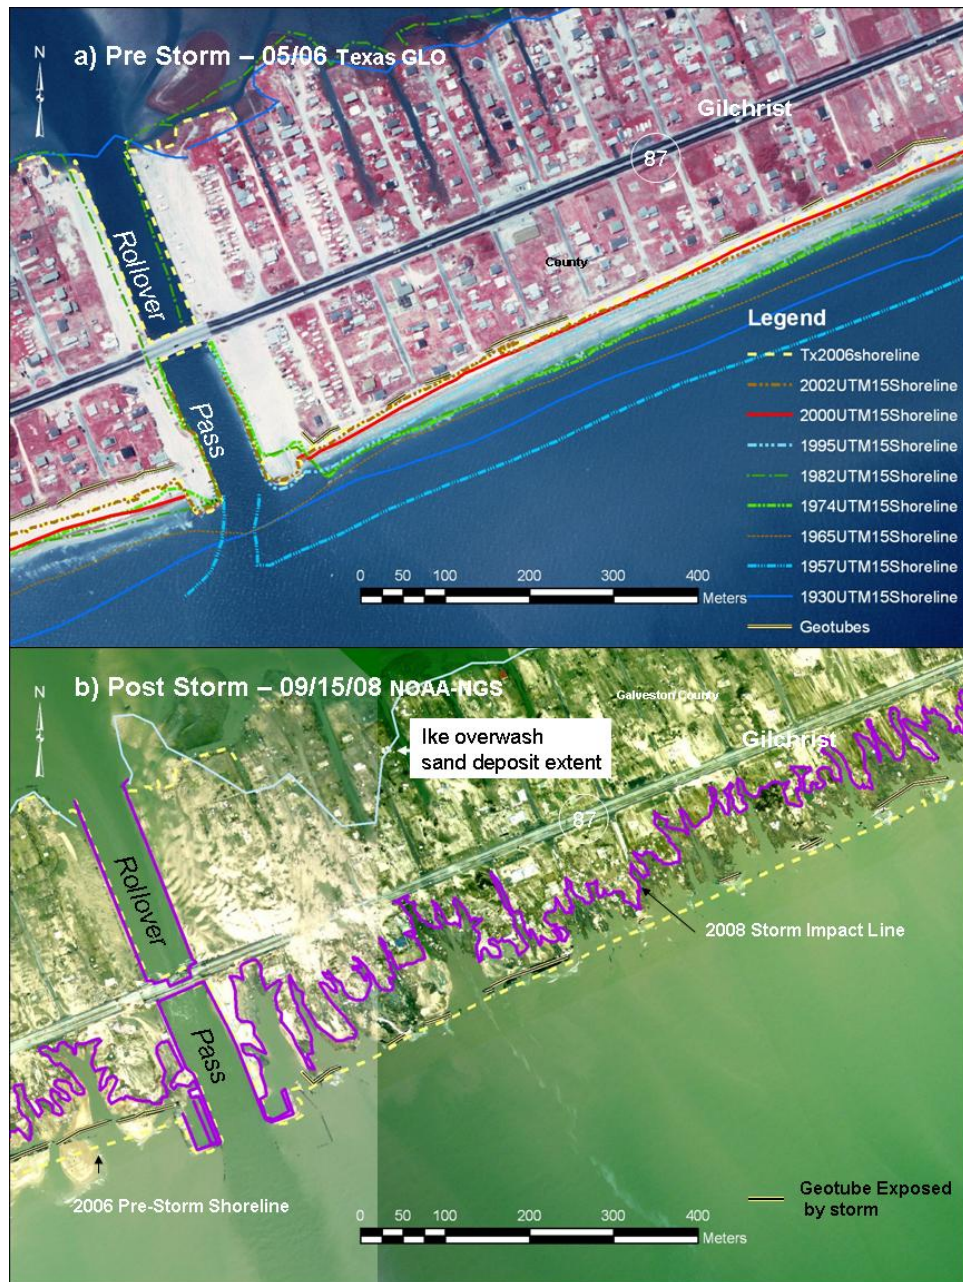 N
a) Pre Storm – 05/06 Texas GLO
Gilchrist
87
Rollover
County
Pass
Legend
Tx2006shoreline
2002UTM15Shoreline
2000UTM15Shoreline
1995UTM15Shoreline
1982UTM15Shoreline
1974UTM15Shoreline
1965UTM15Shoreline
1957UTM15Shoreline
1930UTM15Shoreline
Geotubes
0 50 100 200 300 400
Meters
N
b) Post Storm – 09/15/08 NOAA-NGS
Galveston County
Ike overwash
sand deposit extent
Gilchrist
87
Rollover
2008 Storm Impact Line
Pass
2006 Pre-Storm Shoreline
Geotube Exposed
by storm
0 50 100 200 300 400
Meters